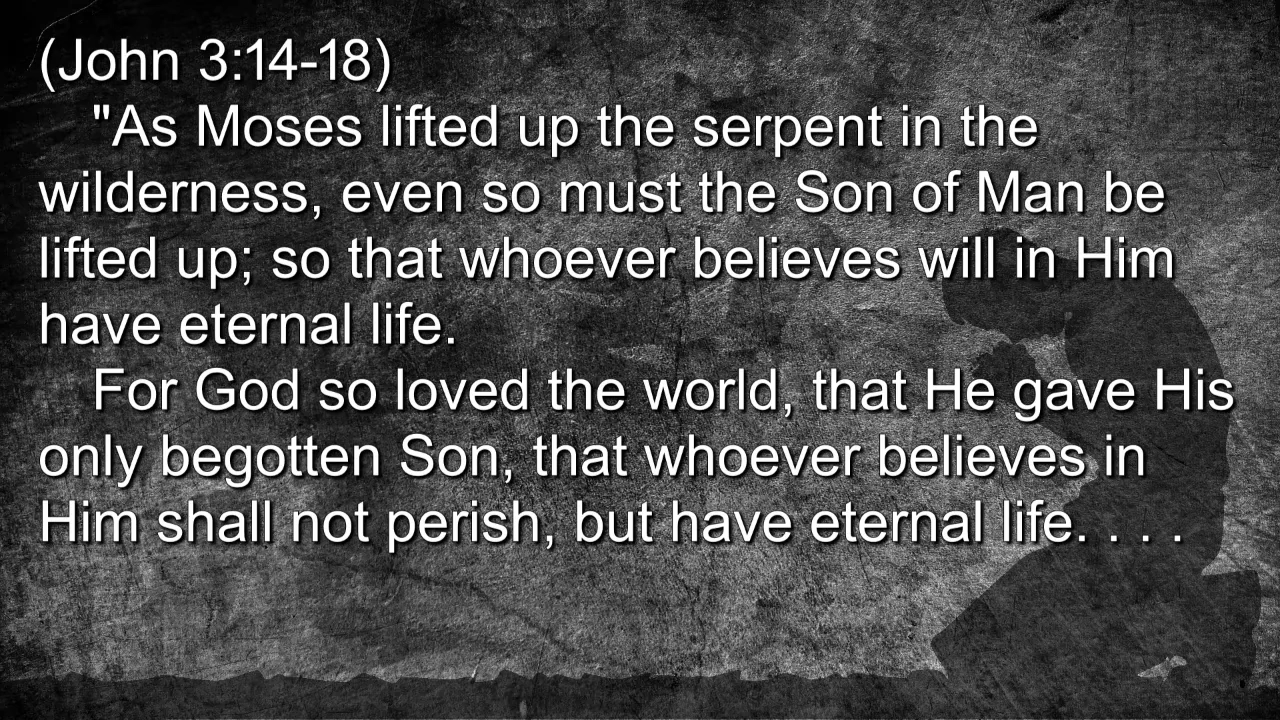 (John 3:14-18)
"As Moses lifted up the serpent in the
wilderness, even so must the Son of Man be
lifted up; so that whoever believes will in Him
have eternal life.
For God so loved the world, that He gave His
only begotten Son, that whoever believes in
Him shall not perish, but have eternal life. . . .